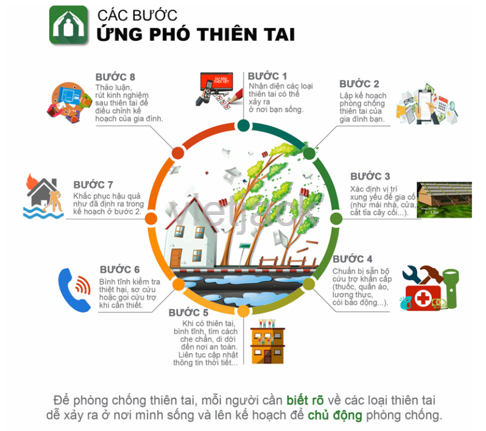 CÁC BƯỚC
ỨNG PHÓ THIÊN TAI
BƯỚC 1
Nhận diện các loại
thiên tai có thể
xảy ra
ở nơi bạn sống.
BƯỚC 2
Lập kế hoạch
phòng chống
thiên tai của
gia đình bạn.
BƯỚC 3
Xác định vị trí
xung yếu để gia cố
(như mái nhà, cửa,
cắt tỉa cây cối...).
BƯỚC 4
Chuẩn bị sẵn bộ
cứu trợ khẩn cấp
(thuốc, quần áo,
lương thực,
còi báo động...).
BƯỚC 5
Khi có thiên tai,
bình tĩnh, tìm cách
che chắn, di dời
đến nơi an toàn.
Liên tục cập nhật
thông tin thời tiết...
BƯỚC 6
Bình tĩnh kiểm tra
thiệt hại, sơ cứu
hoặc gọi cứu trợ
khi cần thiết.
BƯỚC 7
Khắc phục hậu quả
như đã định ra trong
kế hoạch ở bước 2.
BƯỚC 8
Thảo luận,
rút kinh nghiệm
sau thiên tai để
điều chỉnh kế
hoạch của gia đình.
vietjack
Để phòng chống thiên tai, mỗi người cần biết rõ về các loại thiên tai
dễ xảy ra ở nơi mình sống và lên kế hoạch để chủ động phòng chống.